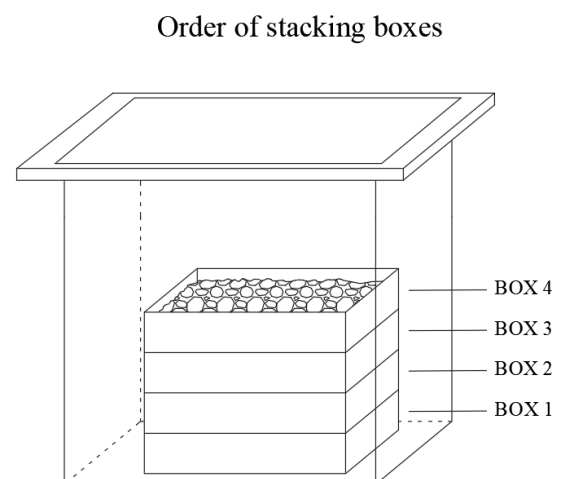 Order of stacking boxes
BOX 4
BOX 3
BOX 2
BOX 1